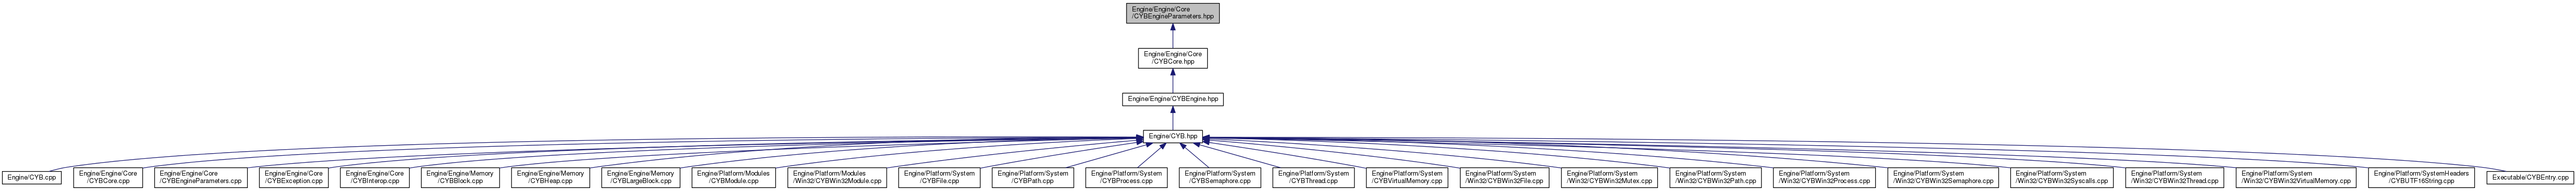 Engine/Engine/Core
/CYBEngineParameters.hpp
Engine/Engine/Core
/CYBCore.hpp
Engine/Engine/CYBEngine.hpp
Engine/CYB.hpp
Engine/CYB.cpp
Engine/Engine/Core
/CYBCore.cpp
Engine/Engine/Core
/CYBEngineParameters.cpp
Engine/Engine/Core
/CYBException.cpp
Engine/Engine/Core
/CYBInterop.cpp
Engine/Engine/Memory
/CYBBlock.cpp
Engine/Engine/Memory
/CYBHeap.cpp
Engine/Engine/Memory
/CYBLargeBlock.cpp
Engine/Platform/Modules
/CYBModule.cpp
Engine/Platform/Modules
/Win32/CYBWin32Module.cpp
Engine/Platform/System
/CYBFile.cpp
Engine/Platform/System
/CYBPath.cpp
Engine/Platform/System
/CYBProcess.cpp
Engine/Platform/System
/CYBSemaphore.cpp
Engine/Platform/System
/CYBThread.cpp
Engine/Platform/System
/CYBVirtualMemory.cpp
Engine/Platform/System
/Win32/CYBWin32File.cpp
Engine/Platform/System
/Win32/CYBWin32Mutex.cpp
Engine/Platform/System
/Win32/CYBWin32Path.cpp
Engine/Platform/System
/Win32/CYBWin32Process.cpp
Engine/Platform/System
/Win32/CYBWin32Semaphore.cpp
Engine/Platform/System
/Win32/CYBWin32Syscalls.cpp
Engine/Platform/System
/Win32/CYBWin32Thread.cpp
Engine/Platform/System
/Win32/CYBWin32VirtualMemory.cpp
Engine/Platform/SystemHeaders
/CYBUTF16String.cpp
Executable/CYBEntry.cpp